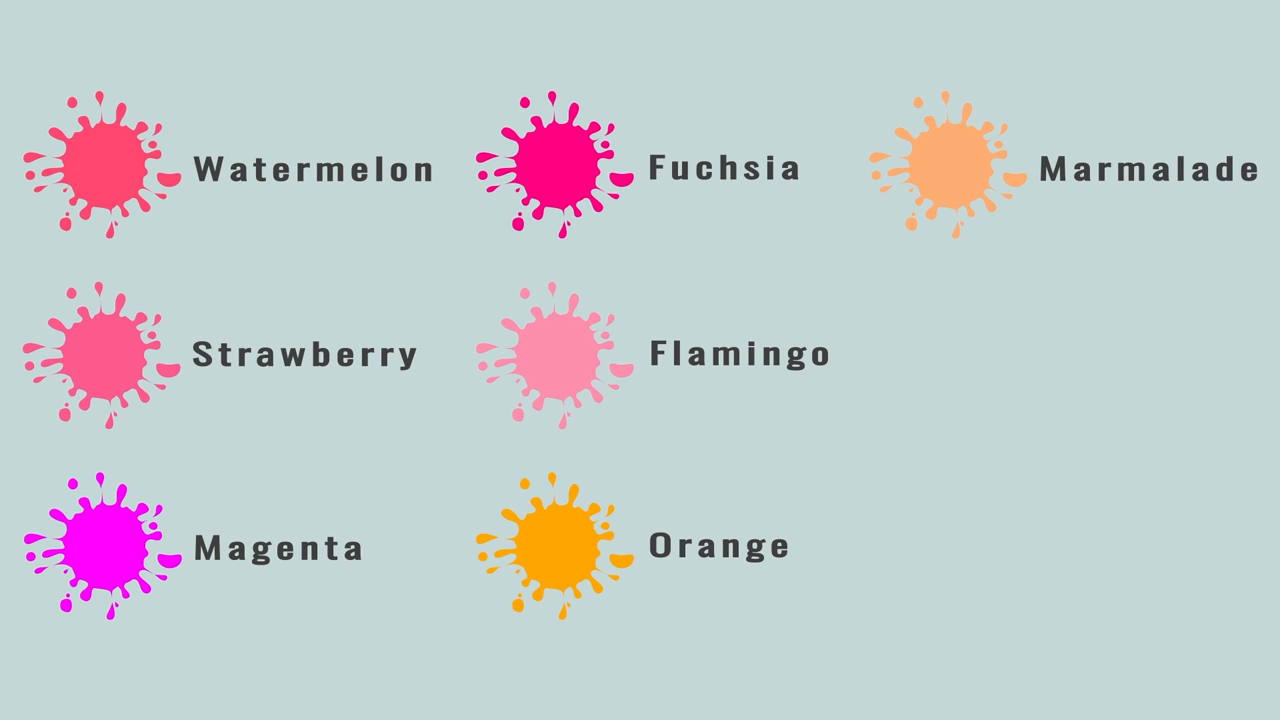 Watermelon
Fuchsia
Marmalade
Strawberry
Flamingo
Magenta
Orange